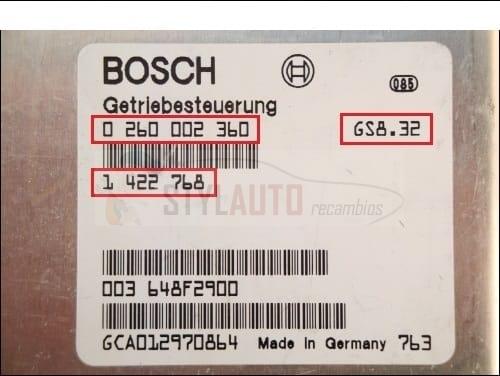 BOSCH
085
Getriebesteuerung
0 260 002 360
GS8.32
1 422 768
STYLAUTO
recambios
003 648F2900
GCA012970864 Made in Germany 763